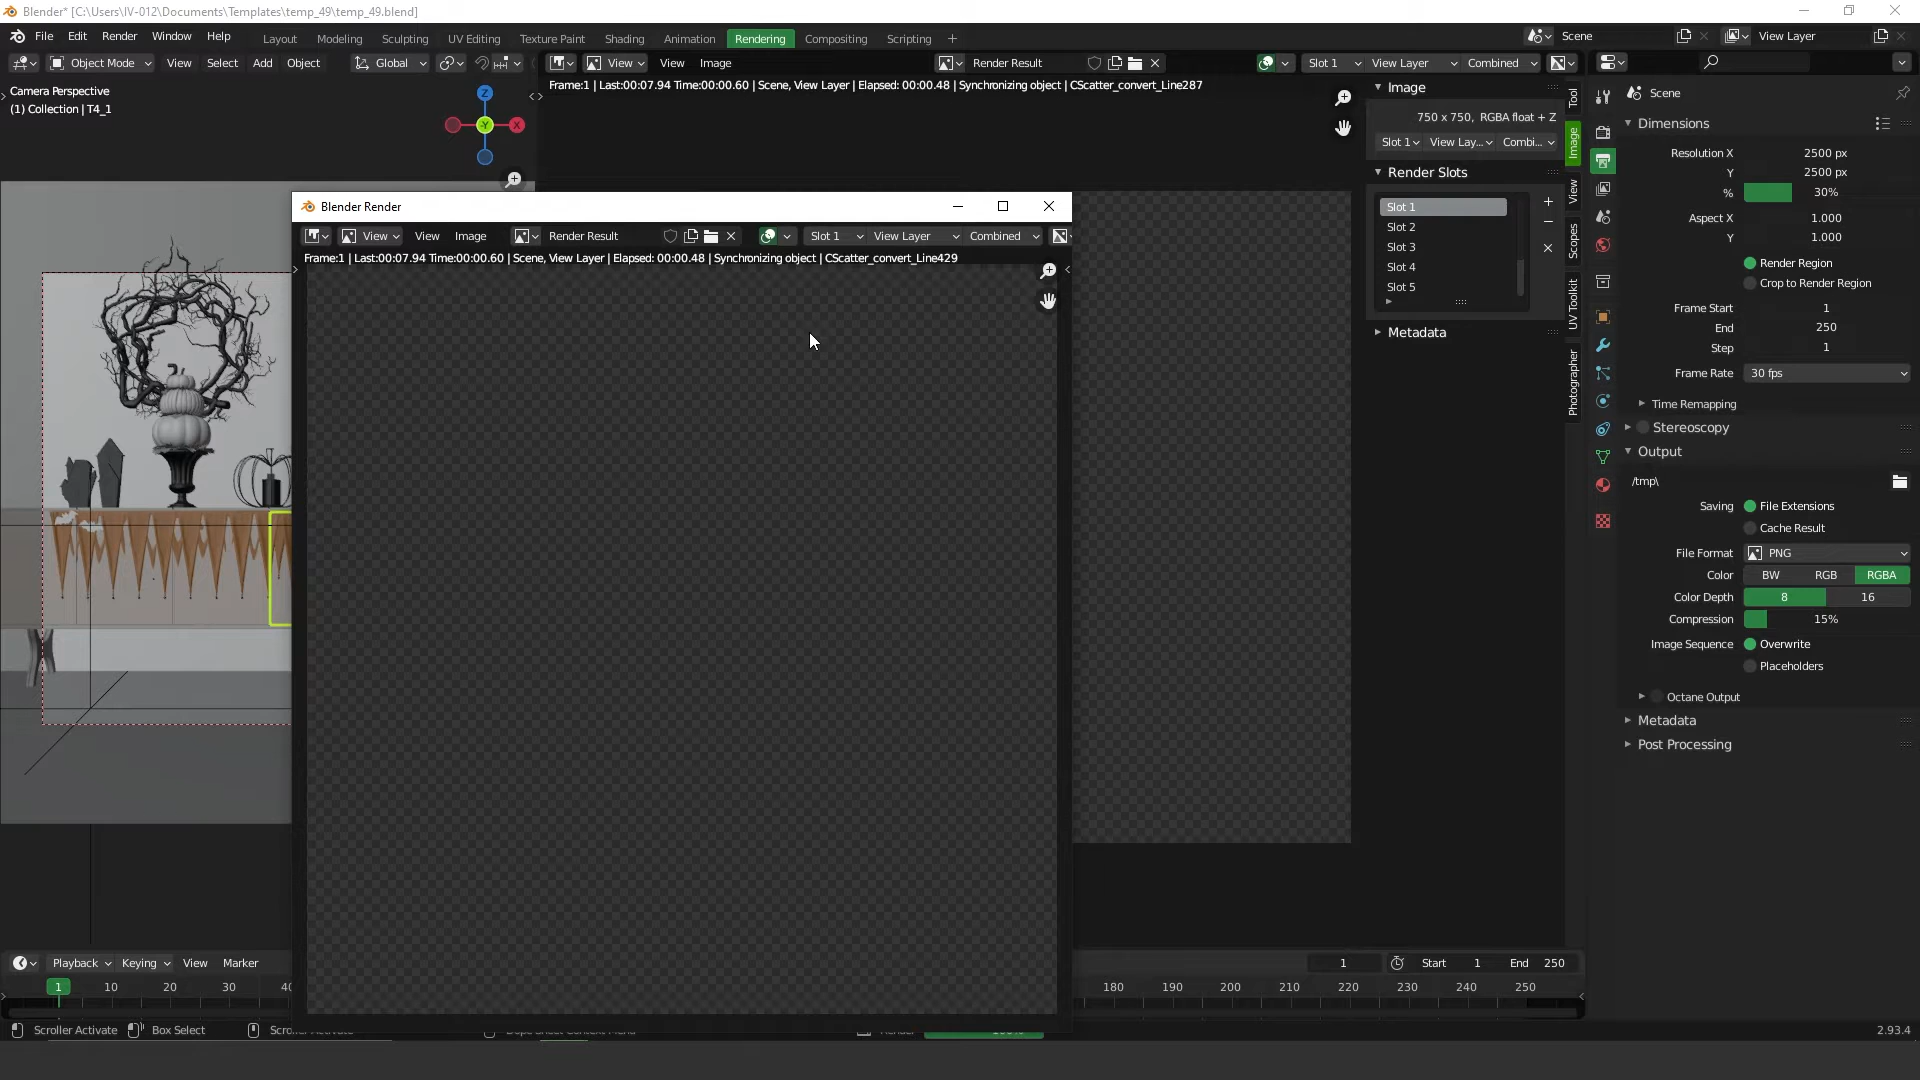 Blender* [C:\Users\IV-012\Documents\Templates\temp_49\temp_49.blend]
File Edit Render Window Help Layout Modeling Sculpting UV Editing Texture Paint Shading Animation Rendering Compositing Scripting + Scene View Layer
Object Mode View Select Add Object Global View View Image Render Result Slot 1 View Layer Combined
Camera Perspective
(1) Collection | T4_1
Frame:1 | Last:00:07.94 Time:00:00.60 | Scene, View Layer | Elapsed: 00:00.48 | Synchronizing object | CScatter_convert_Line287
Z
Y
X
Blender Render
View View Image Render Result Slot 1 View Layer Combined
Frame:1 | Last:00:07.94 Time:00:00.60 | Scene, View Layer | Elapsed: 00:00.48 | Synchronizing object | CScatter_convert_Line429
Image
750 x 750, RGBA float + Z
Slot 1 View Lay... Combi...
Render Slots
Slot 1
Slot 2
Slot 3
Slot 4
Slot 5
Metadata
Tool
Image
View
Scopes
UV Toolkit
Photographer
Scene
Dimensions
Resolution X 2500 px
Y 2500 px
% 30%
Aspect X 1.000
Y 1.000
Render Region
Crop to Render Region
Frame Start 1
End 250
Step 1
Frame Rate 30 fps
Time Remapping
Stereoscopy
Output
/tmp\
Saving File Extensions
Cache Result
File Format PNG
Color BW RGB RGBA
Color Depth 8 16
Compression 15%
Image Sequence Overwrite
Placeholders
Octane Output
Metadata
Post Processing
Playback Keying View Marker 1 Start 1 End 250
1 10 20 30 180 190 200 210 220 230 240 250
Scroller Activate Box Select
2.93.4